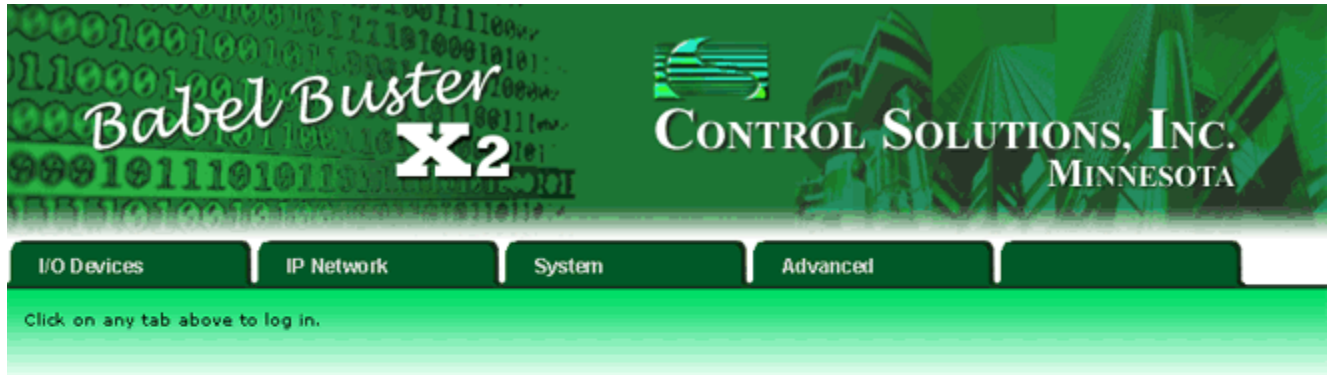 Babel Buster
X2
CONTROL SOLUTIONS, INC.
MINNESOTA
I/O Devices
IP Network
System
Advanced
Click on any tab above to log in.